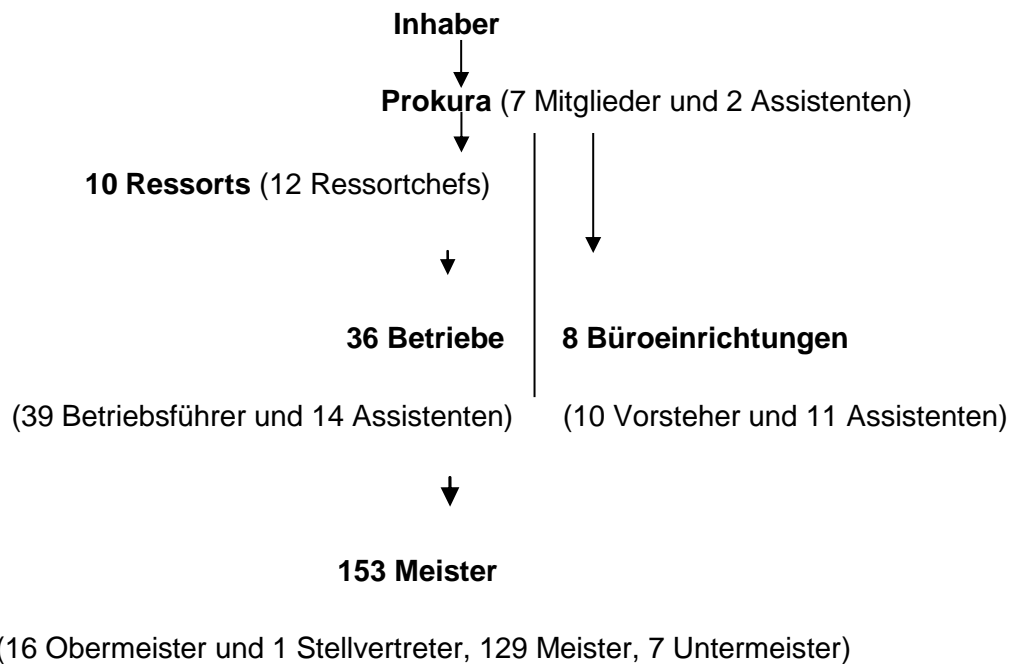 Inhaber
Prokura (7 Mitglieder und 2 Assistenten)
10 Ressorts (12 Ressortchefs)
36 Betriebe
8 Büroeinrichtungen
(39 Betriebsführer und 14 Assistenten)
(10 Vorsteher und 11 Assistenten)
153 Meister
(16 Obermeister und 1 Stellvertreter, 129 Meister, 7 Untermeister)